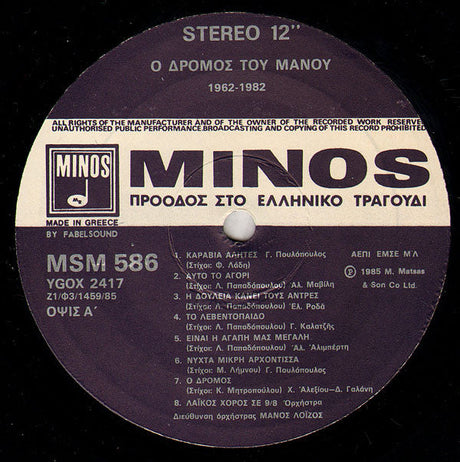 STEREO 12"
Ο ΔΡΟΜΟΣ ΤΟΥ ΜΑΝΟΥ
1962-1982
ALL RIGHTS OF THE MANUFACTURER AND OF THE OWNER OF THE RECORDED WORK RESERVED
UNAUTHORISED PUBLIC PERFORMANCE.BROADCASTING AND COPYING OF THIS RECORD PROHIBITED
MINOS
MINOS
ΠΡΟΟΔΟΣ ΣΤΟ ΕΛΛΗΝΙΚΟ ΤΡΑΓΟΥΔΙ
MADE IN GREECE
BY FABELSOUND
MSM 586
YGOX 2417
Ζ1/Φ3/1459/85
ΟΨΙΣ Α΄
ΑΕΠΙ ΕΜΣΕ Μ/Λ
℗ 1985 M. Matsas
& Son Co Ltd.
1. ΚΑΡΑΒΙΑ ΑΛΗΤΕΣ Γ. Πουλόπουλος
(Στίχοι: Φ. Λάδη)
2. ΑΥΤΟ ΤΟ ΑΓΟΡΙ
(Στίχοι: Λ. Παπαδόπουλου) Αλ. Μαβίλη
3. Η ΔΟΥΛΕΙΑ ΚΑΝΕΙ ΤΟΥΣ ΑΝΤΡΕΣ
(Στίχοι: Λ. Παπαδόπουλου) Ελ. Ροδά
4. ΤΟ ΛΕΒΕΝΤΟΠΑΙΔΟ
(Στίχοι: Λ. Παπαδόπουλου) Γ. Καλατζής
5. ΕΙΝΑΙ Η ΑΓΑΠΗ ΜΑΣ ΜΕΓΑΛΗ
(Στίχοι: Λ. Παπαδόπουλου) Αλ. Αλιμπέρτη
6. ΝΥΧΤΑ ΜΙΚΡΗ ΑΡΧΟΝΤΙΣΣΑ
(Στίχοι: Μ. Λήμνου) Γ. Πουλόπουλος
7. Ο ΔΡΟΜΟΣ
(Στίχοι: Κ. Μητροπούλου) Χ. Αλεξίου-Δ. Γαλάνη
8. ΛΑΪΚΟΣ ΧΟΡΟΣ ΣΕ 9/8 Ορχήστρα
Διεύθυνση ορχήστρας ΜΑΝΟΣ ΛΟΪΖΟΣ